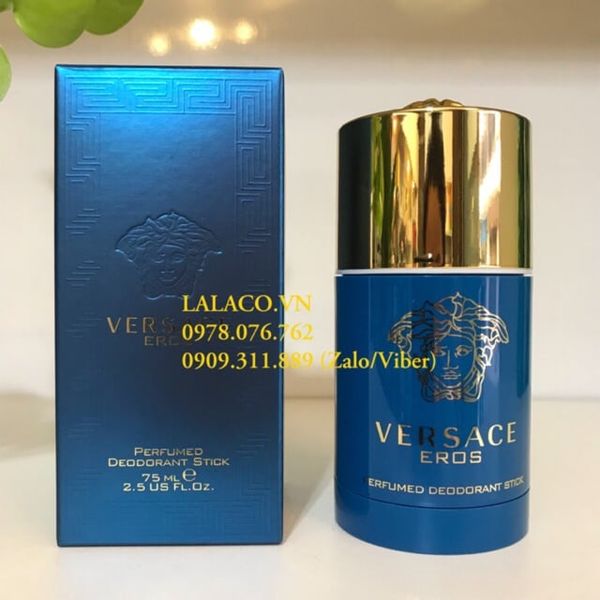 VERSACE
EROS
PERFUMED
DEODORANT STICK
75 ML ℮
2.5 US FL.OZ.
LALACO.VN
0978.076.762
0909.311.889 (Zalo/Viber)
VERSACE
EROS
PERFUMED DEODORANT STICK